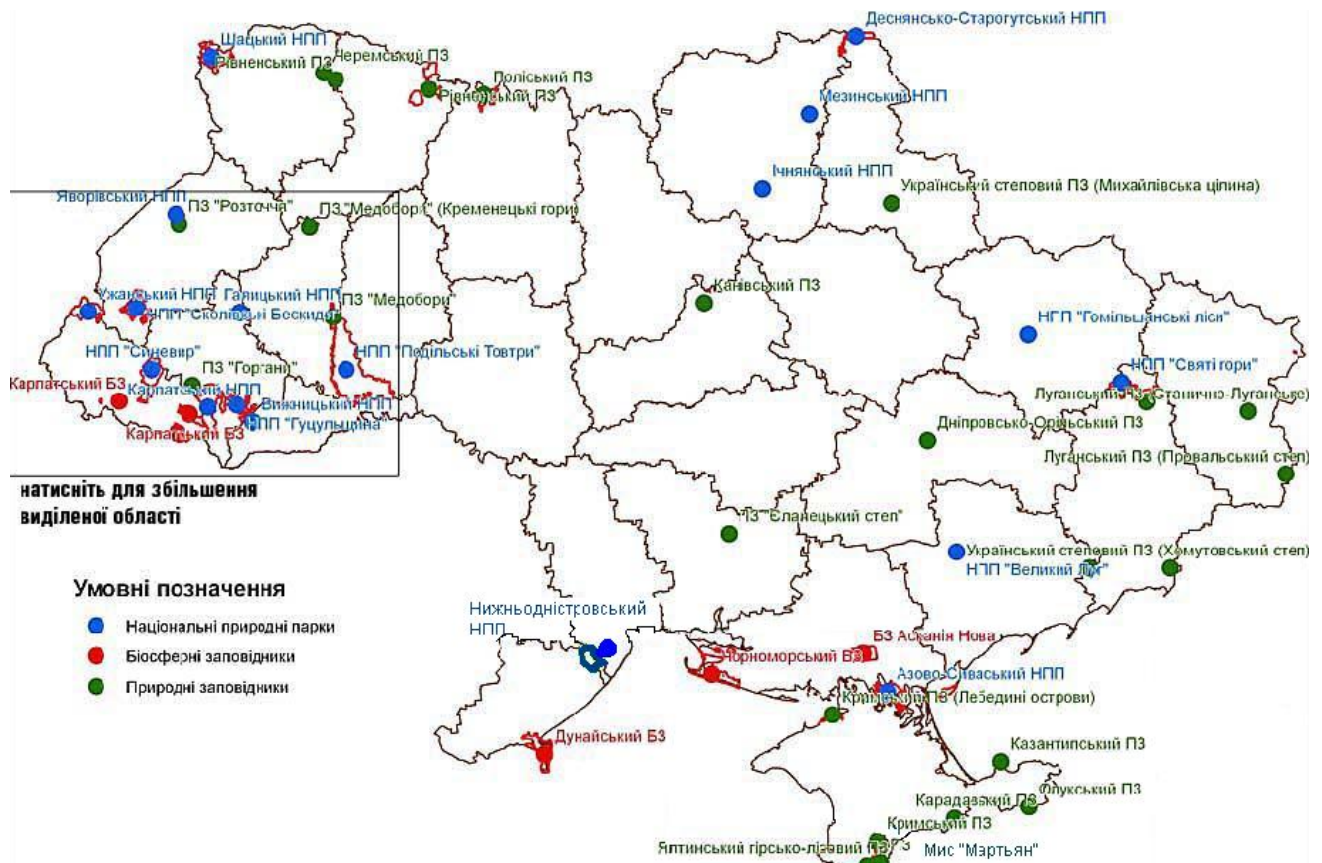 Деснянсько-Старогутський НПП
Шацький НПП
Черемський ПЗ
Рівненський ПЗ
Поліський ПЗ
Рівненський ПЗ
Мезинський НПП
Ічнянський НПП
Український степовий ПЗ (Михайлівська цілина)
Яворівський НПП
ПЗ "Розточчя"
ПЗ "Медобори" (Кременецькі гори)
Канівський ПЗ
Ужанський НПП
Галицький НПП
ПЗ "Медобори"
НПП "Сколівські Бескиди"
НПП "Гомільшанські ліси"
НПП "Синевир"
НПП "Подільські Товтри"
ПЗ "Горгани"
НПП "Святі гори"
Карпатський БЗ
Карпатський НПП
Вижницький НПП
Луганський ПЗ (Станично-Луганське)
НПП "Гуцульщина"
Карпатський БЗ
Дніпровсько-Орільський ПЗ
Луганський ПЗ (Провальський степ)
натисніть для збільшення
виділеної області
ПЗ "Єланецький степ"
Український степовий ПЗ (Хомутовський степ)
НПП "Великий Луг"
Умовні позначення
Національні природні парки
Біосферні заповідники
Природні заповідники
Нижньодністровський
НПП
БЗ Асканія Нова
Чорноморський БЗ
Азово-Сиваський НПП
Кримський ПЗ (Лебедині острови)
Дунайський БЗ
Казантипський ПЗ
Опукський ПЗ
Карадавский ПЗ
Кримський ПЗ
Ялтинський гірсько-лісовий ПЗ
Мис "Мартьян"